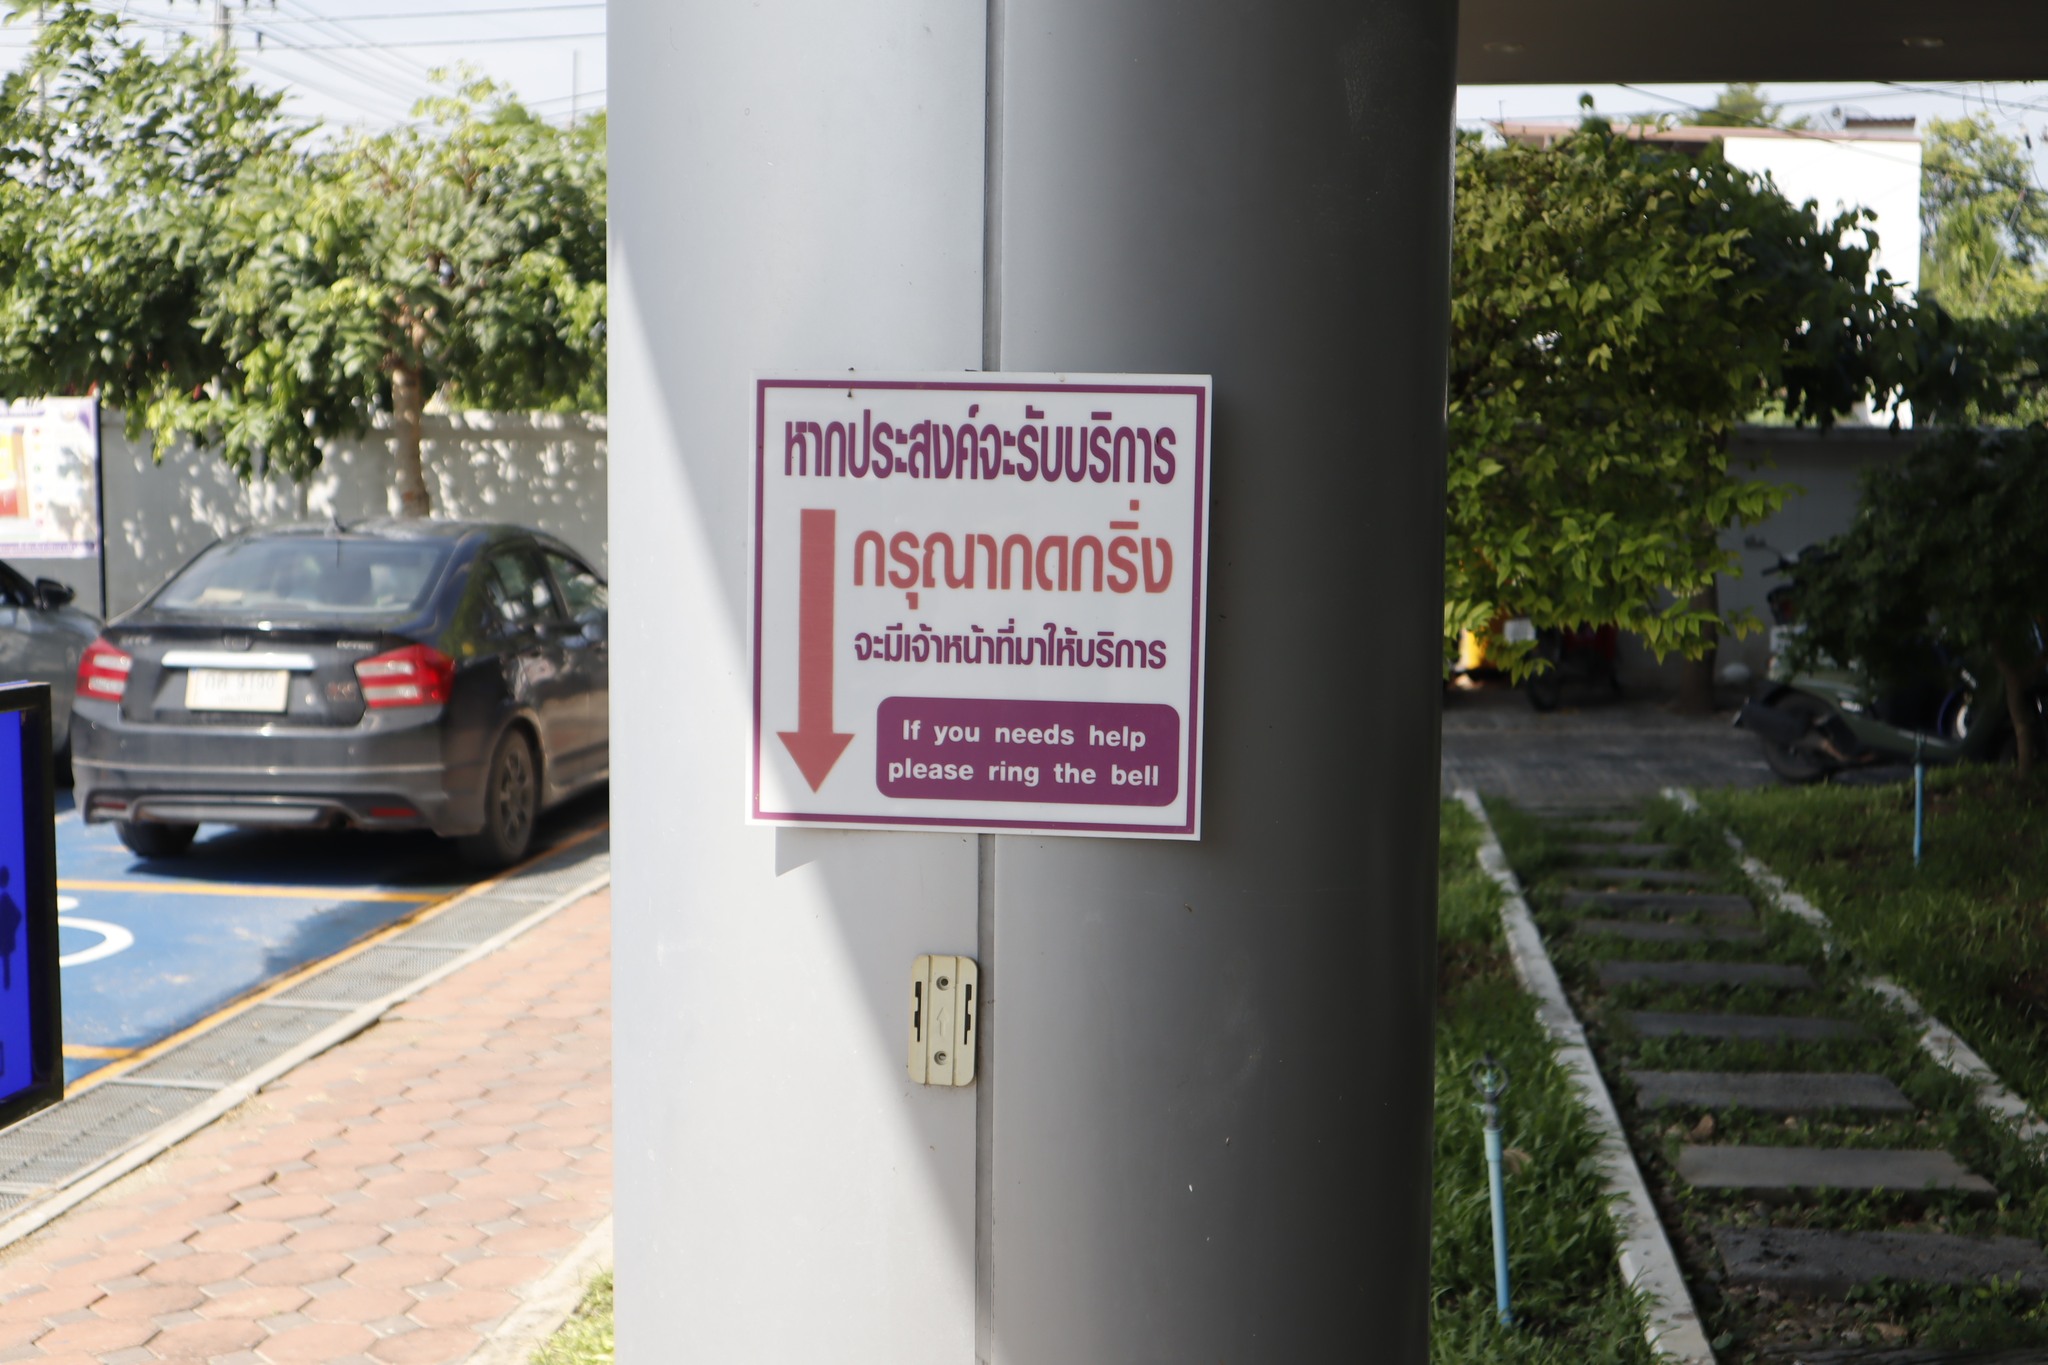 หากประสงค์จะรับบริการ
กรุณากดกริ่ง
จะมีเจ้าหน้าที่มาให้บริการ
If you needs help
please ring the bell